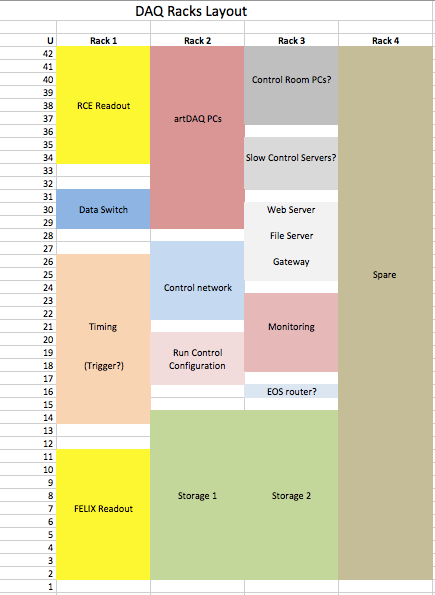 DAQ Racks Layout
U Rack 1 Rack 2 Rack 3 Rack 4
42
41
40 Control Room PCs?
39
38 RCE Readout
37 artDAQ PCs
36
35
34 Slow Control Servers?
33
32
31
30 Data Switch Web Server
29
28 File Server
27
26 Gateway
25 Spare
24 Control network
23
22
21 Timing Monitoring
20
19 Run Control
18 (Trigger?) Configuration
17
16 EOS router?
15
14
13
12
11
10
9
8 Storage 1 Storage 2
7 FELIX Readout
6
5
4
3
2
1